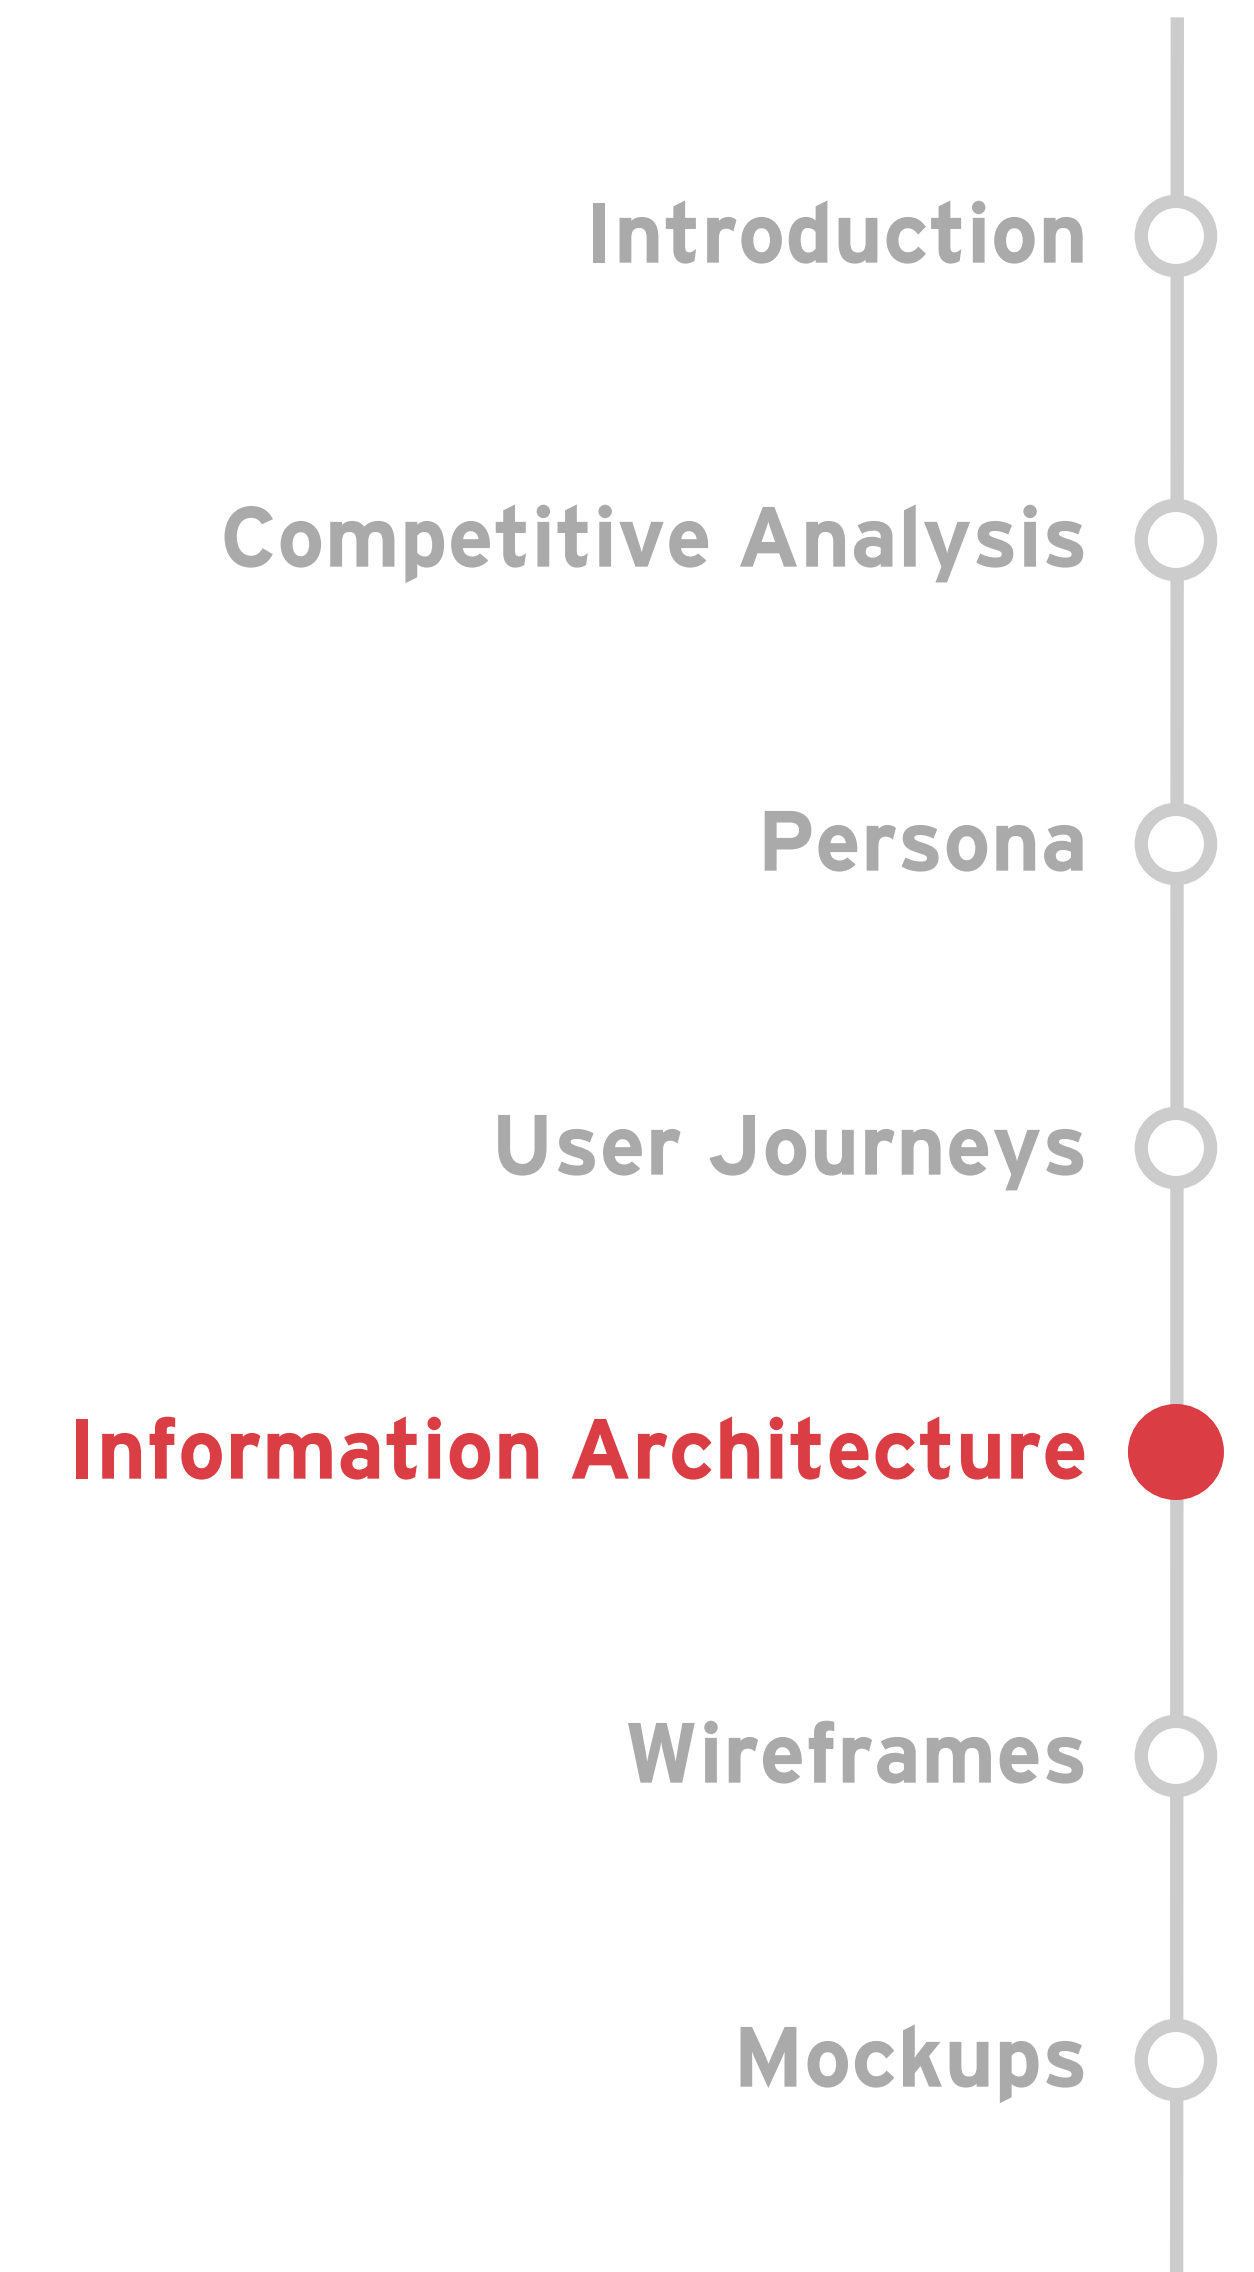 Introduction
Competitive Analysis
Persona
User Journeys
Information Architecture
Wireframes
Mockups